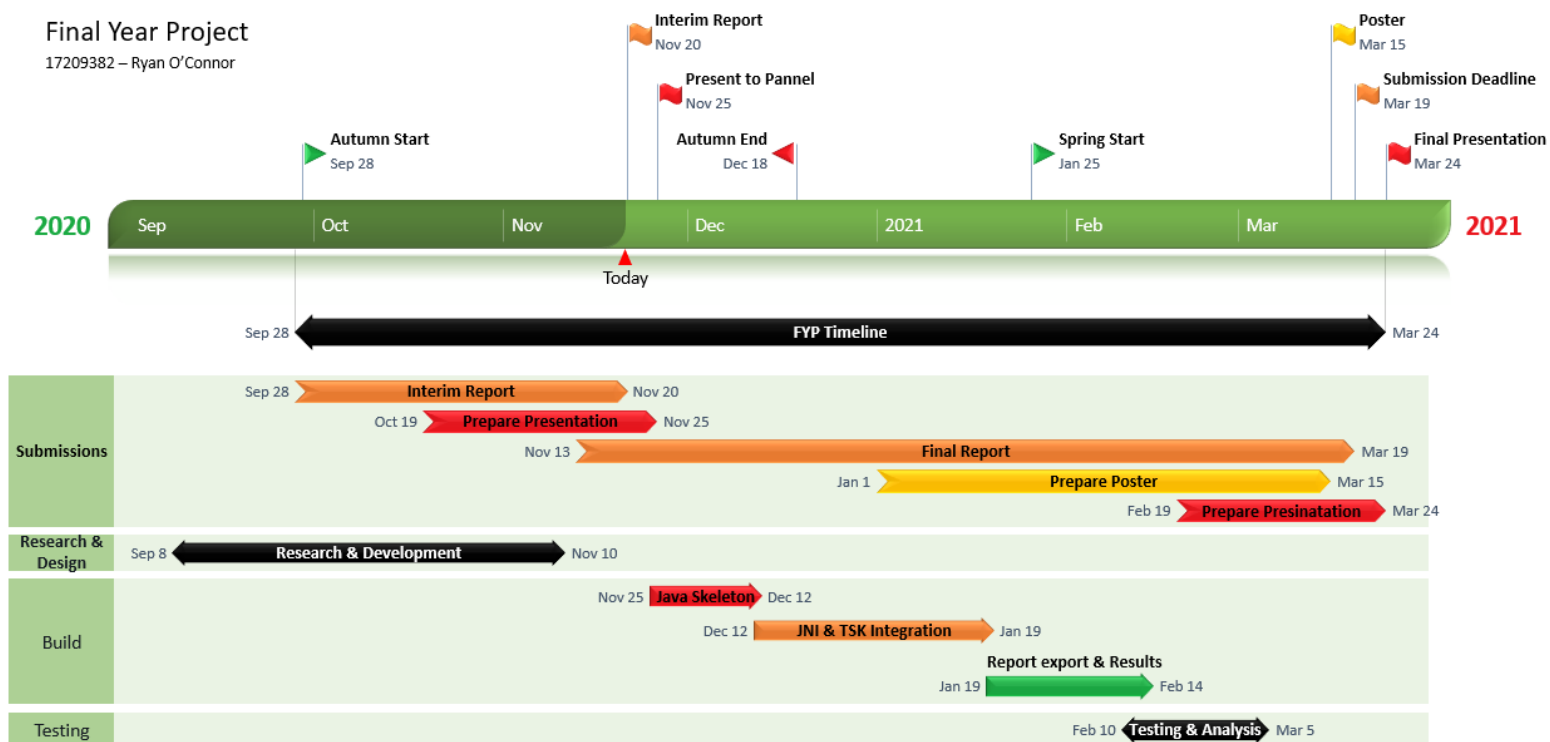 Final Year Project
17209382 – Ryan O'Connor
Interim Report
Nov 20
Poster
Mar 15
Present to Pannel
Nov 25
Submission Deadline
Mar 19
Autumn Start
Sep 28
Autumn End
Dec 18
Spring Start
Jan 25
Final Presentation
Mar 24
2020 Sep Oct Nov Dec 2021 Feb Mar 2021
Today
Sep 28 FYP Timeline Mar 24
Submissions
Sep 28 Interim Report Nov 20
Oct 19 Prepare Presentation Nov 25
Nov 13 Final Report Mar 19
Jan 1 Prepare Poster Mar 15
Feb 19 Prepare Presinatation Mar 24
Research &
Design
Sep 8 Research & Development Nov 10
Build
Nov 25 Java Skeleton Dec 12
Dec 12 JNI & TSK Integration Jan 19
Report export & Results
Jan 19 Feb 14
Testing
Feb 10 Testing & Analysis Mar 5